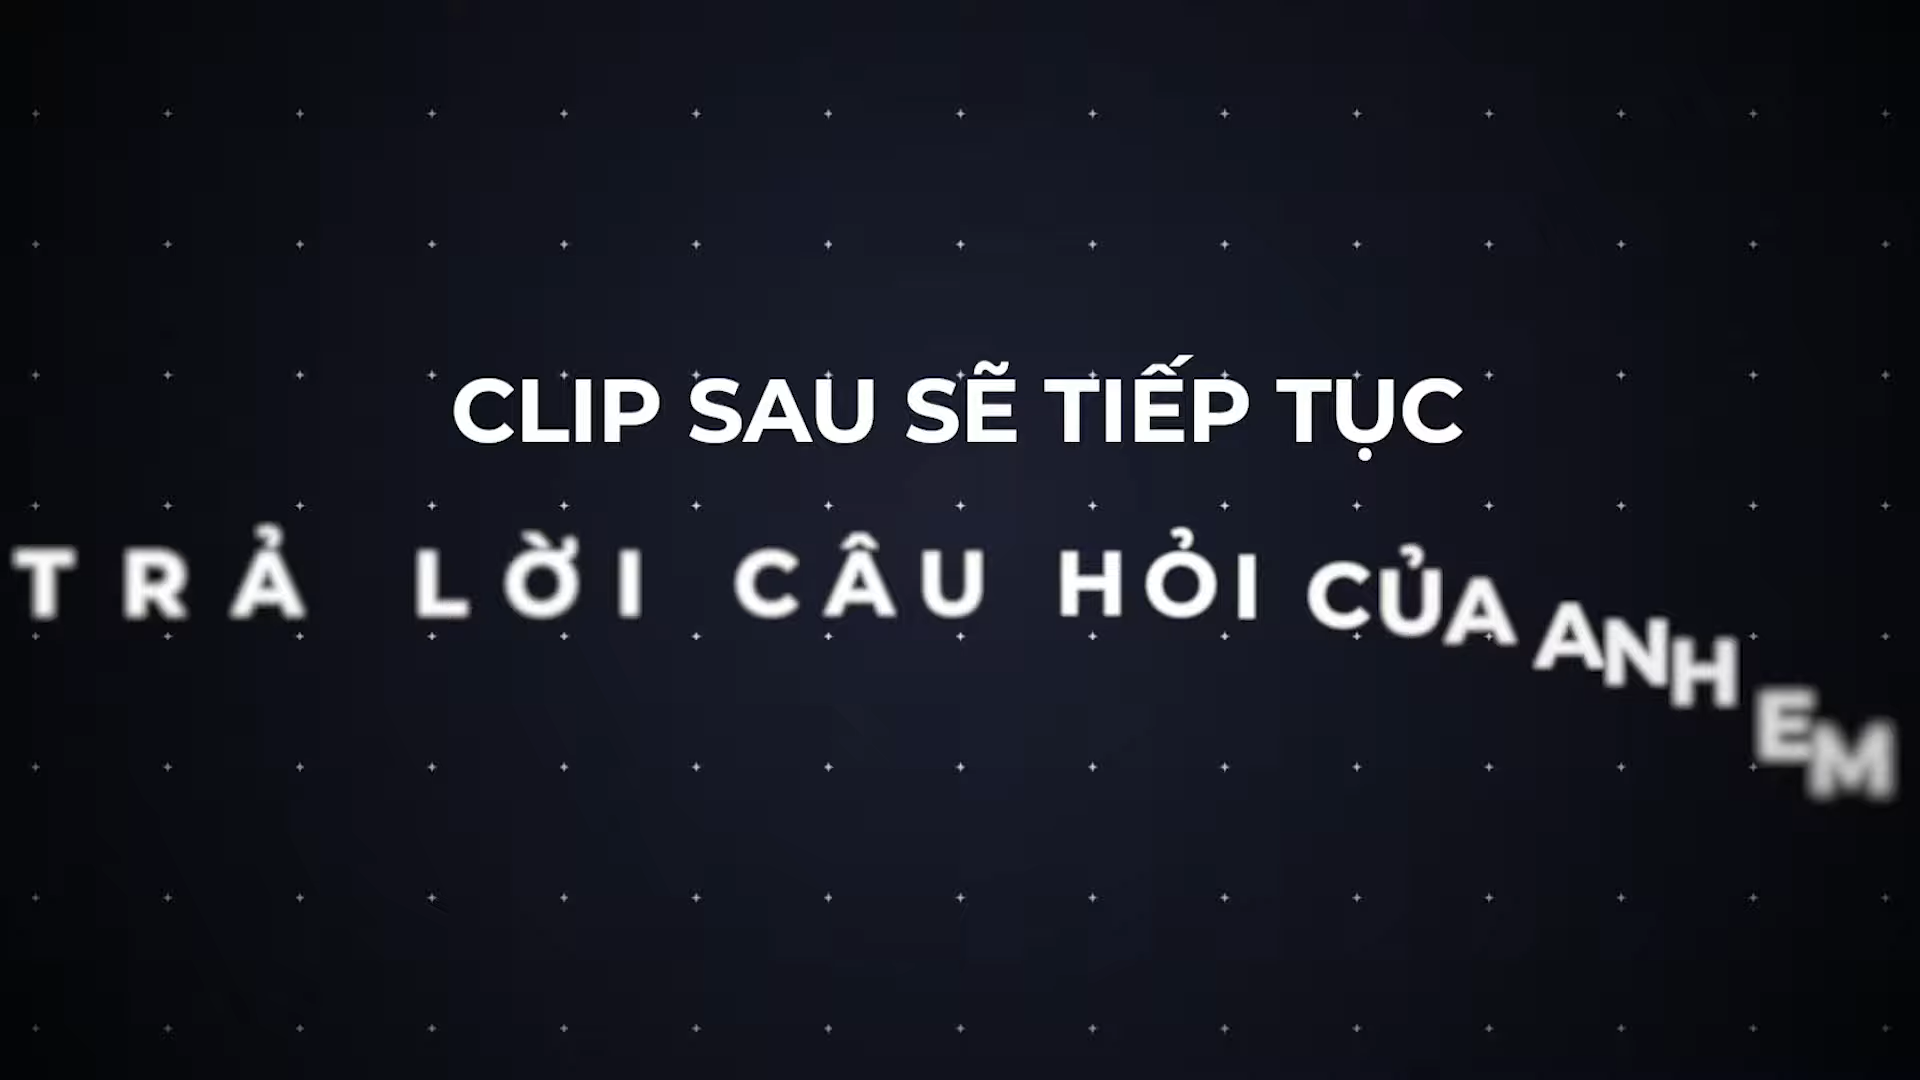 CLIP SAU SẼ TIẾP TỤC
TRẢ LỜI CÂU HỎI CỦA ANH EM